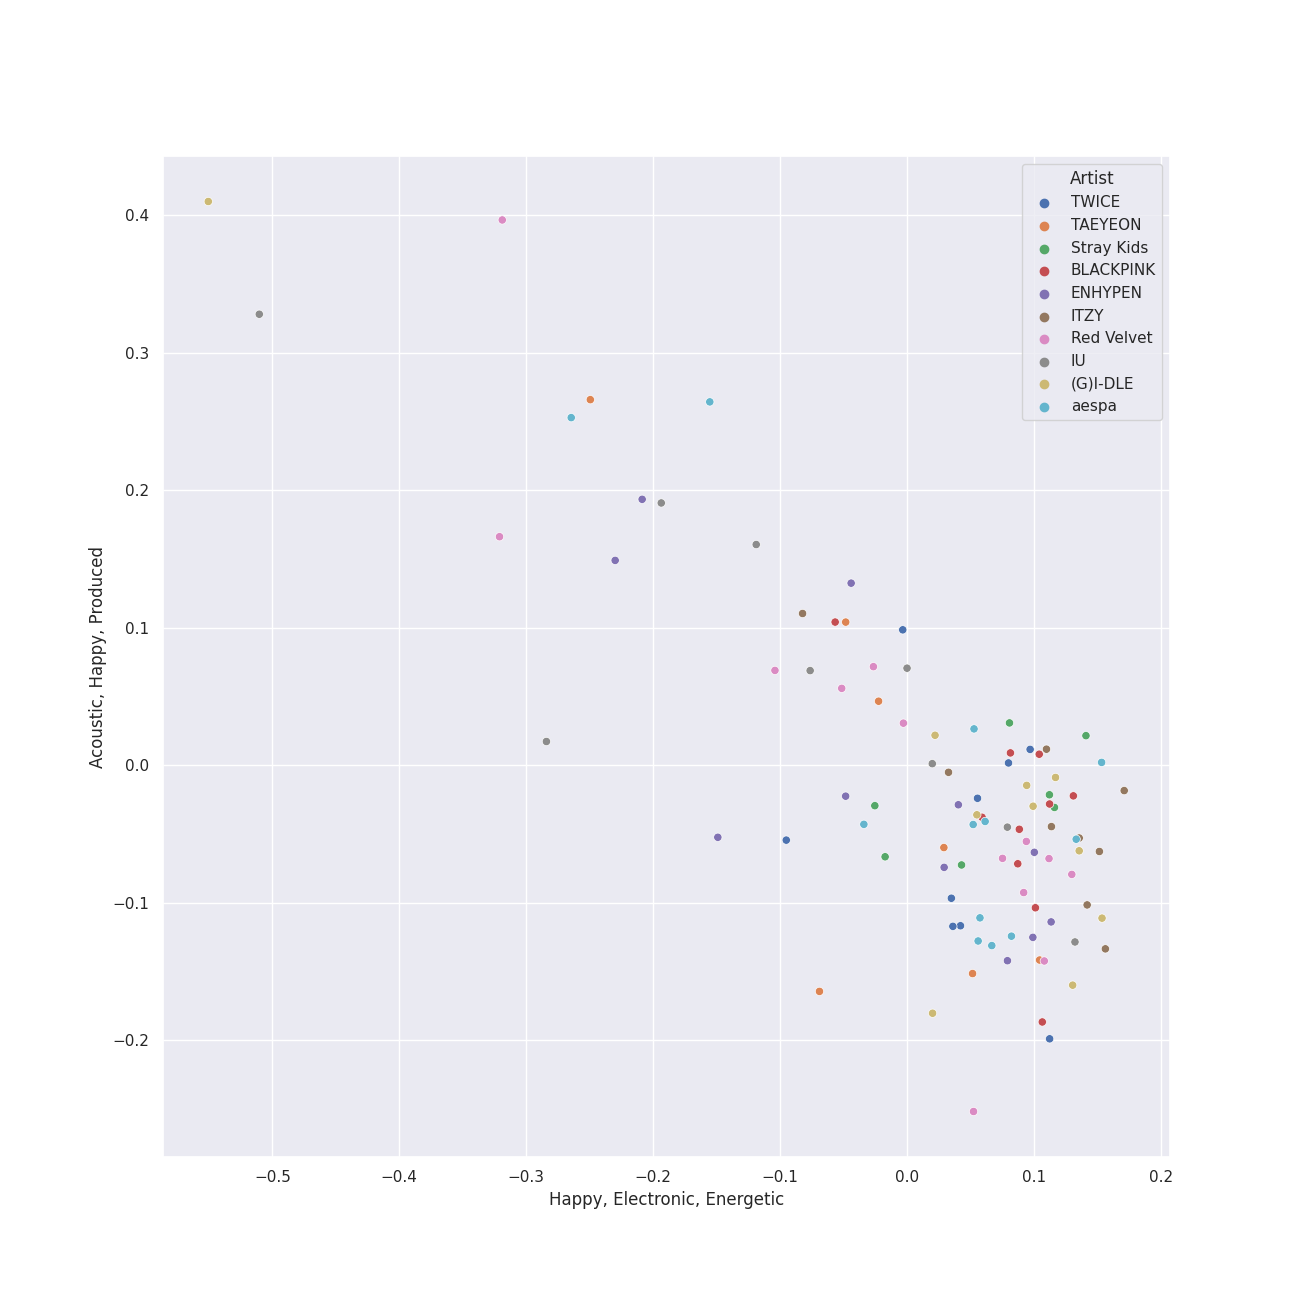 Artist
TWICE
TAEYEON
Stray Kids
BLACKPINK
ENHYPEN
ITZY
Red Velvet
IU
(G)I-DLE
aespa
0.4
0.3
0.2
0.1
0.0
−0.1
−0.2
Acoustic, Happy, Produced
−0.5 −0.4 −0.3 −0.2 −0.1 0.0 0.1 0.2
Happy, Electronic, Energetic